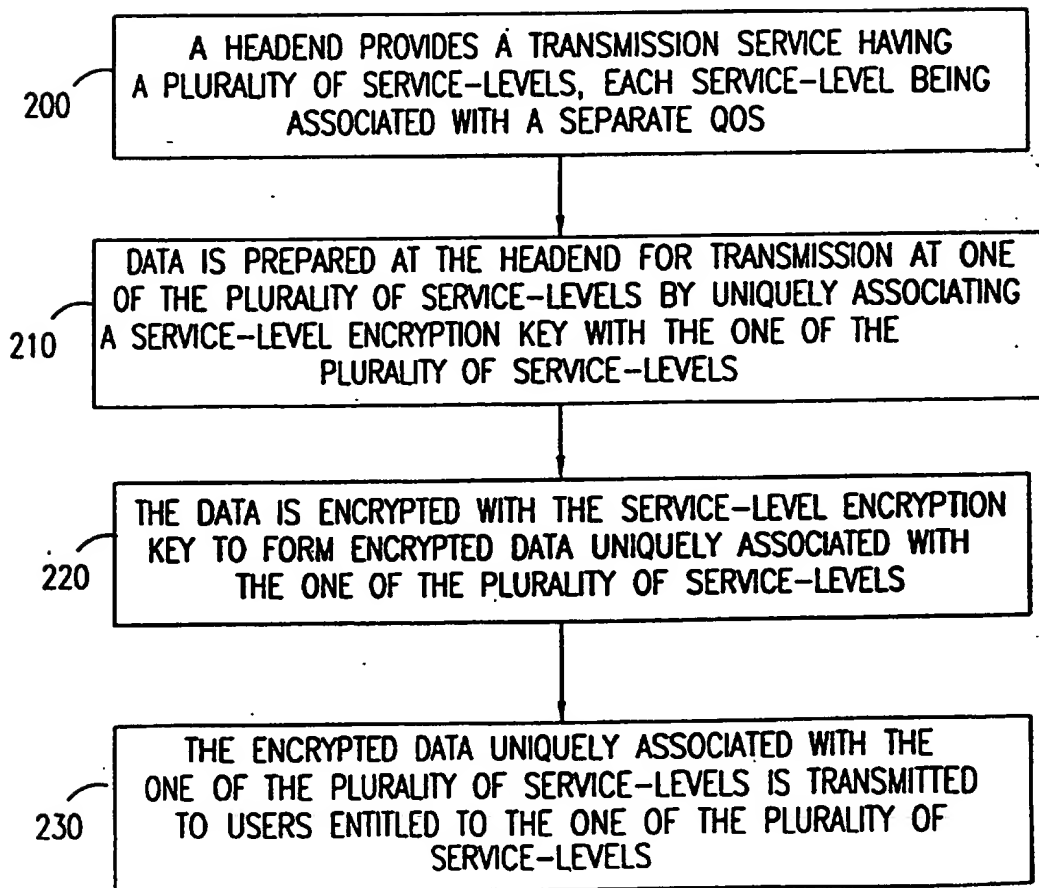 A HEADEND PROVIDES A TRANSMISSION SERVICE HAVING
A PLURALITY OF SERVICE-LEVELS, EACH SERVICE-LEVEL BEING
ASSOCIATED WITH A SEPARATE QOS
200
DATA IS PREPARED AT THE HEADEND FOR TRANSMISSION AT ONE
OF THE PLURALITY OF SERVICE-LEVELS BY UNIQUELY ASSOCIATING
A SERVICE-LEVEL ENCRYPTION KEY WITH THE ONE OF THE
PLURALITY OF SERVICE-LEVELS
210
THE DATA IS ENCRYPTED WITH THE SERVICE-LEVEL ENCRYPTION
KEY TO FORM ENCRYPTED DATA UNIQUELY ASSOCIATED WITH
THE ONE OF THE PLURALITY OF SERVICE-LEVELS
220
THE ENCRYPTED DATA UNIQUELY ASSOCIATED WITH THE
ONE OF THE PLURALITY OF SERVICE-LEVELS IS TRANSMITTED
TO USERS ENTITLED TO THE ONE OF THE PLURALITY OF
SERVICE-LEVELS
230